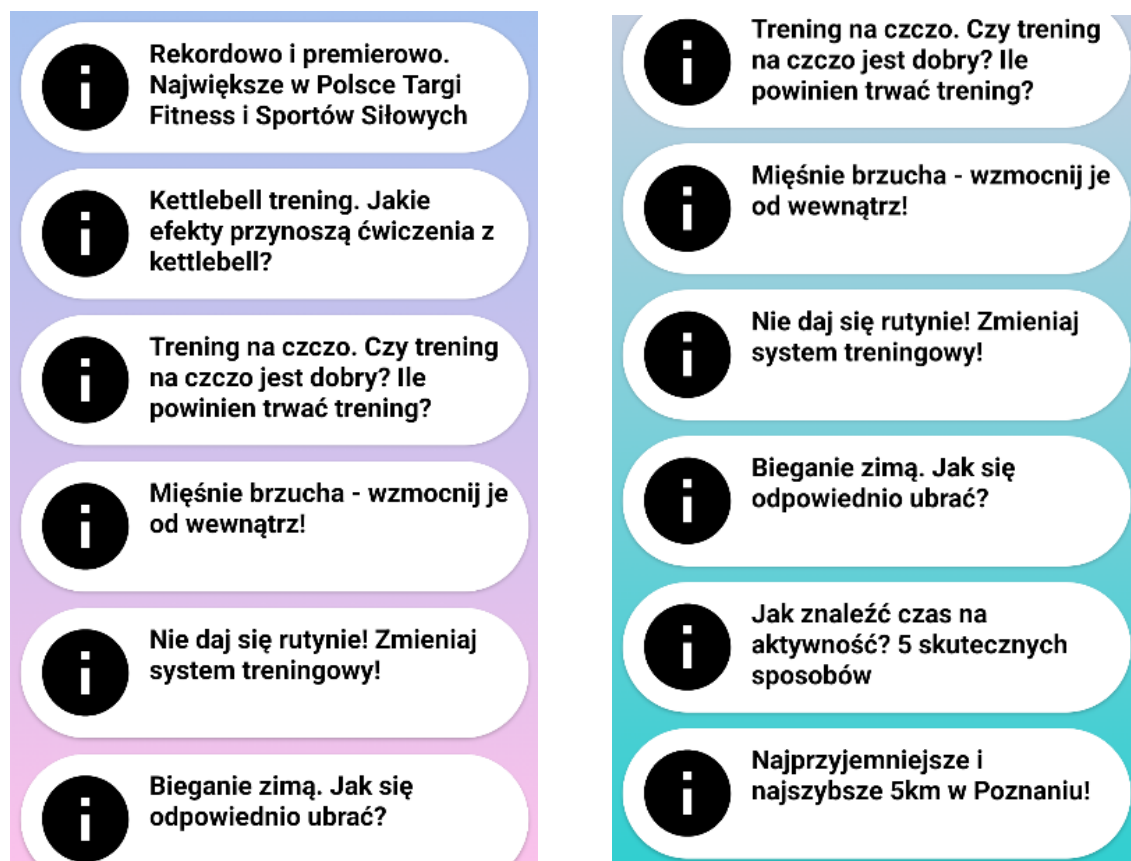 Rekordowo i premierowo.
Największe w Polsce Targi
Fitness i Sportów Siłowych
Kettlebell trening. Jakie
efekty przynoszą ćwiczenia z
kettlebell?
Trening na czczo. Czy trening
na czczo jest dobry? Ile
powinien trwać trening?
Mięśnie brzucha - wzmocnij je
od wewnątrz!
Nie daj się rutynie! Zmieniaj
system treningowy!
Bieganie zimą. Jak się
odpowiednio ubrać?
Trening na czczo. Czy trening
na czczo jest dobry? Ile
powinien trwać trening?
Mięśnie brzucha - wzmocnij je
od wewnątrz!
Nie daj się rutynie! Zmieniaj
system treningowy!
Bieganie zimą. Jak się
odpowiednio ubrać?
Jak znaleźć czas na
aktywność? 5 skutecznych
sposobów
Najprzyjemniejsze i
najszybsze 5km w Poznaniu!